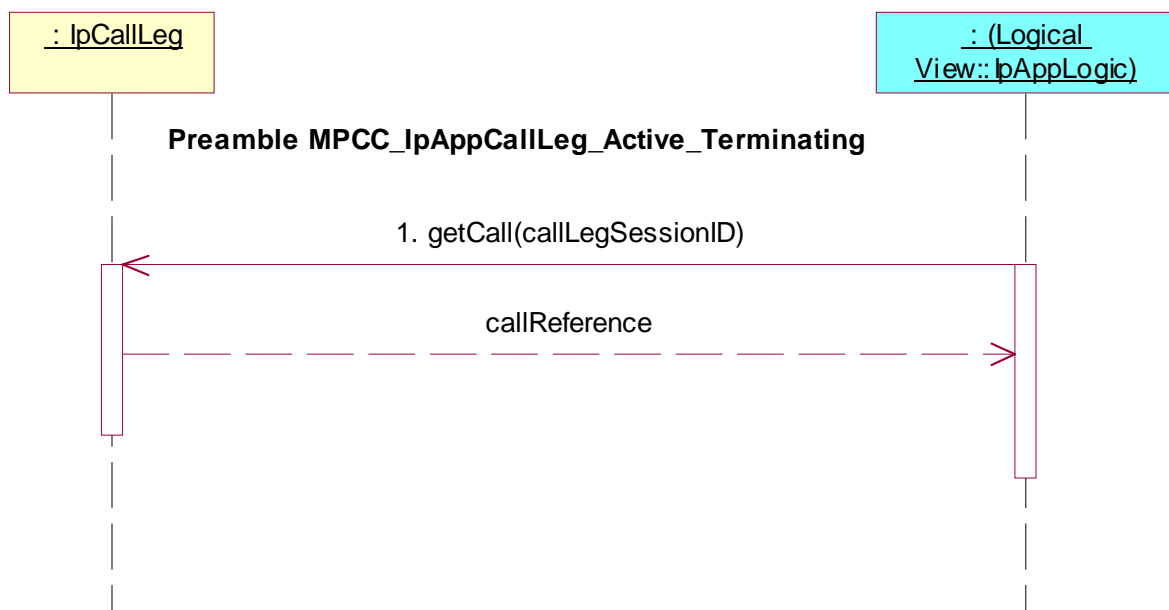 : IpCallLeg
: (Logical
View::IpAppLogic)
Preamble MPCC_IpAppCallLeg_Active_Terminating
1. getCall(callLegSessionID)
callReference